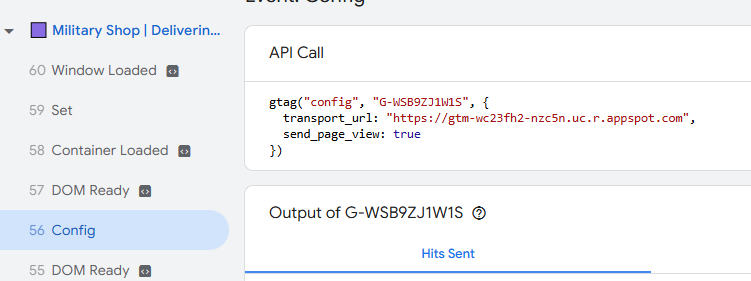 Event: Config
Military Shop | Deliverin...
60 Window Loaded
59 Set
58 Container Loaded
57 DOM Ready
56 Config
55 DOM Ready
API Call
gtag("config", "G-WSB9ZJ1W1S", {
transport_url: "https://gtm-wc23fh2-nzc5n.uc.r.appspot.com",
send_page_view: true
})
Output of G-WSB9ZJ1W1S
Hits Sent